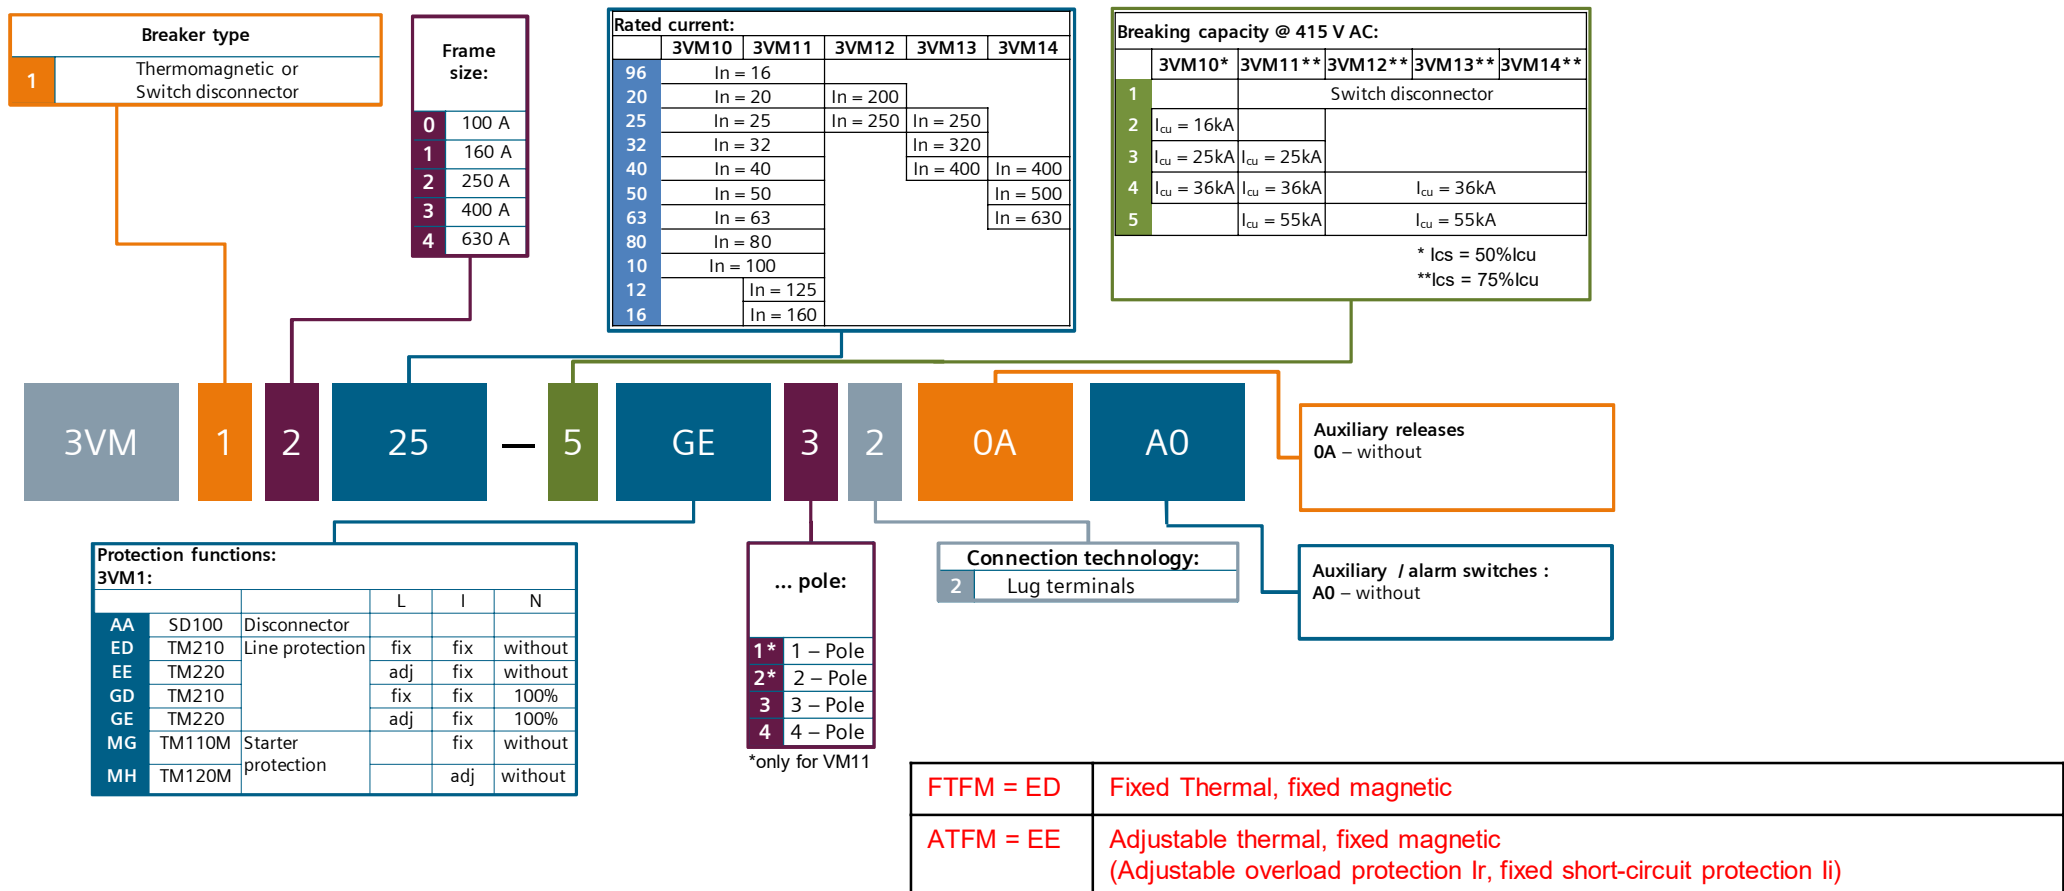 Breaker type
1 Thermomagnetic or
Switch disconnector
Frame
size:
0 100 A
1 160 A
2 250 A
3 400 A
4 630 A
Rated current:
3VM10 3VM11 3VM12 3VM13 3VM14
96 In = 16
20 In = 20 In = 200
25 In = 25 In = 250 In = 250
32 In = 32 In = 320
40 In = 40 In = 400 In = 400
50 In = 50 In = 500
63 In = 63 In = 630
80 In = 80
10 In = 100
12 In = 125
16 In = 160
Breaking capacity @ 415 V AC:
3VM10* 3VM11** 3VM12** 3VM13** 3VM14**
1 Switch disconnector
2 Icu = 16kA
3 Icu = 25kA Icu = 25kA
4 Icu = 36kA Icu = 36kA Icu = 36kA
5 Icu = 55kA Icu = 55kA
* Ics = 50%Icu
**Ics = 75%Icu
3VM 1 2 25 – 5 GE 3 2 0A A0
Auxiliary releases
0A – without
Auxiliary / alarm switches :
A0 – without
Protection functions:
3VM1:
L I N
AA SD100 Disconnector
ED TM210 Line protection fix fix without
EE TM220 adj fix without
GD TM210 fix fix 100%
GE TM220 adj fix 100%
MG TM110M Starter fix without
protection
MH TM120M adj without
... pole:
1* 1 – Pole
2* 2 – Pole
3 3 – Pole
4 4 – Pole
*only for VM11
Connection technology:
2 Lug terminals
FTFM = ED Fixed Thermal, fixed magnetic
ATFM = EE Adjustable thermal, fixed magnetic
(Adjustable overload protection Ir, fixed short-circuit protection Ii)